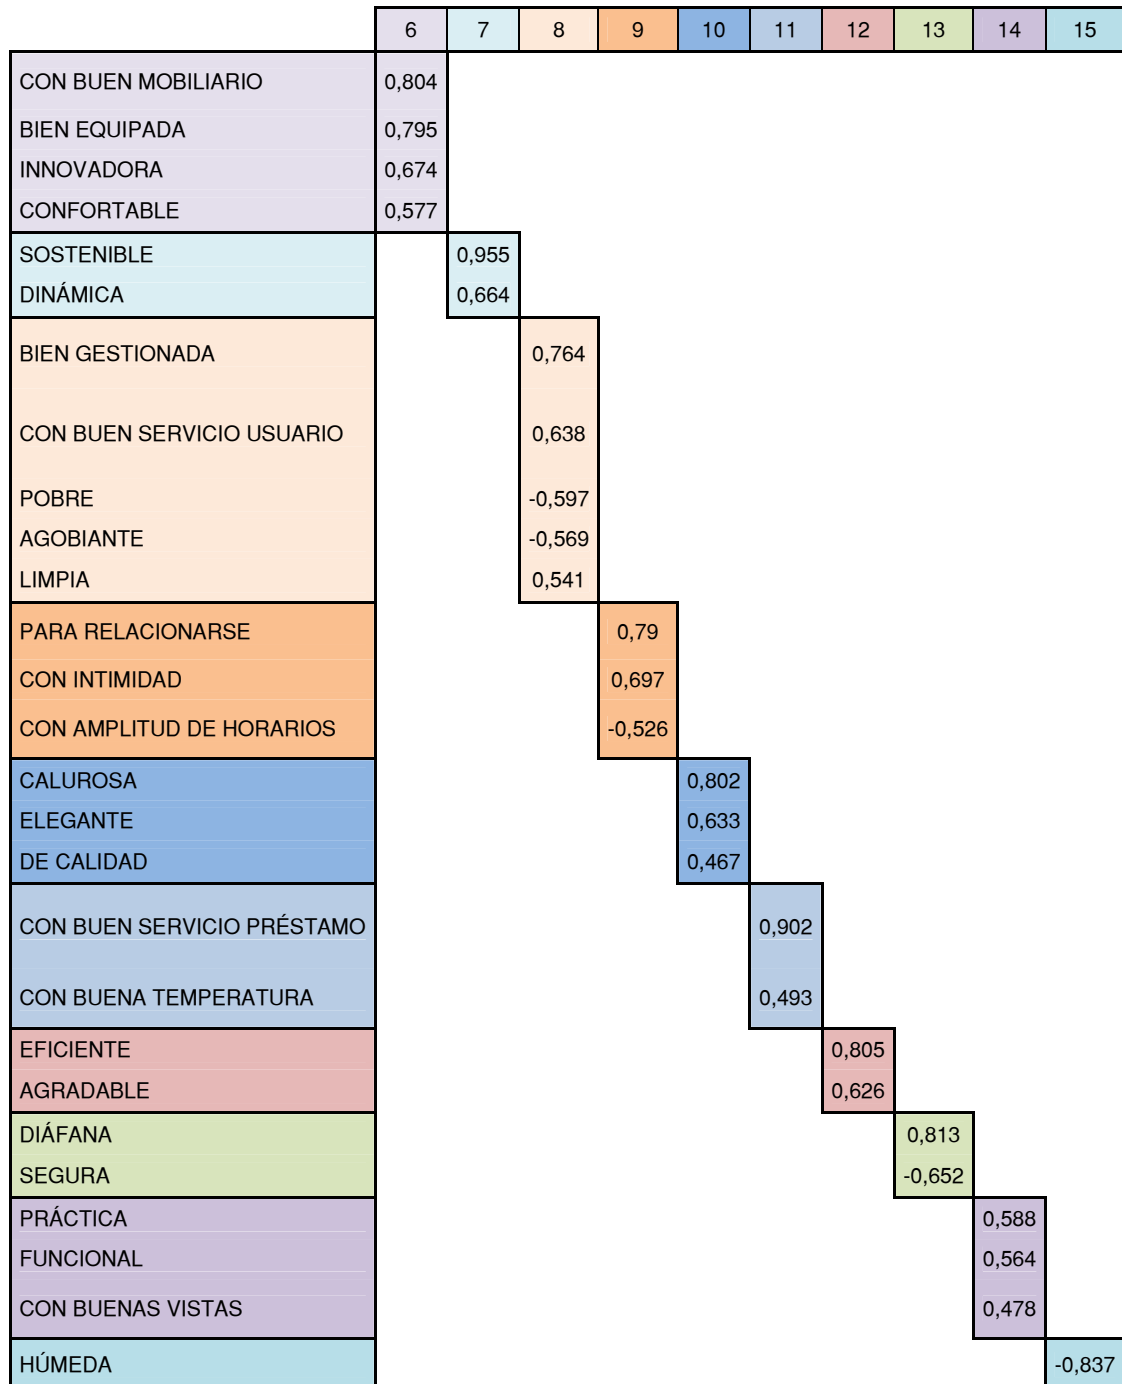 6 7 8 9 10 11 12 13 14 15
CON BUEN MOBILIARIO 0,804
BIEN EQUIPADA 0,795
INNOVADORA 0,674
CONFORTABLE 0,577
SOSTENIBLE 0,955
DINÁMICA 0,664
BIEN GESTIONADA 0,764
CON BUEN SERVICIO USUARIO 0,638
POBRE -0,597
AGOBIANTE -0,569
LIMPIA 0,541
PARA RELACIONARSE 0,79
CON INTIMIDAD 0,697
CON AMPLITUD DE HORARIOS -0,526
CALUROSA 0,802
ELEGANTE 0,633
DE CALIDAD 0,467
CON BUEN SERVICIO PRÉSTAMO 0,902
CON BUENA TEMPERATURA 0,493
EFICIENTE 0,805
AGRADABLE 0,626
DIÁFANA 0,813
SEGURA -0,652
PRÁCTICA 0,588
FUNCIONAL 0,564
CON BUENAS VISTAS 0,478
HÚMEDA -0,837